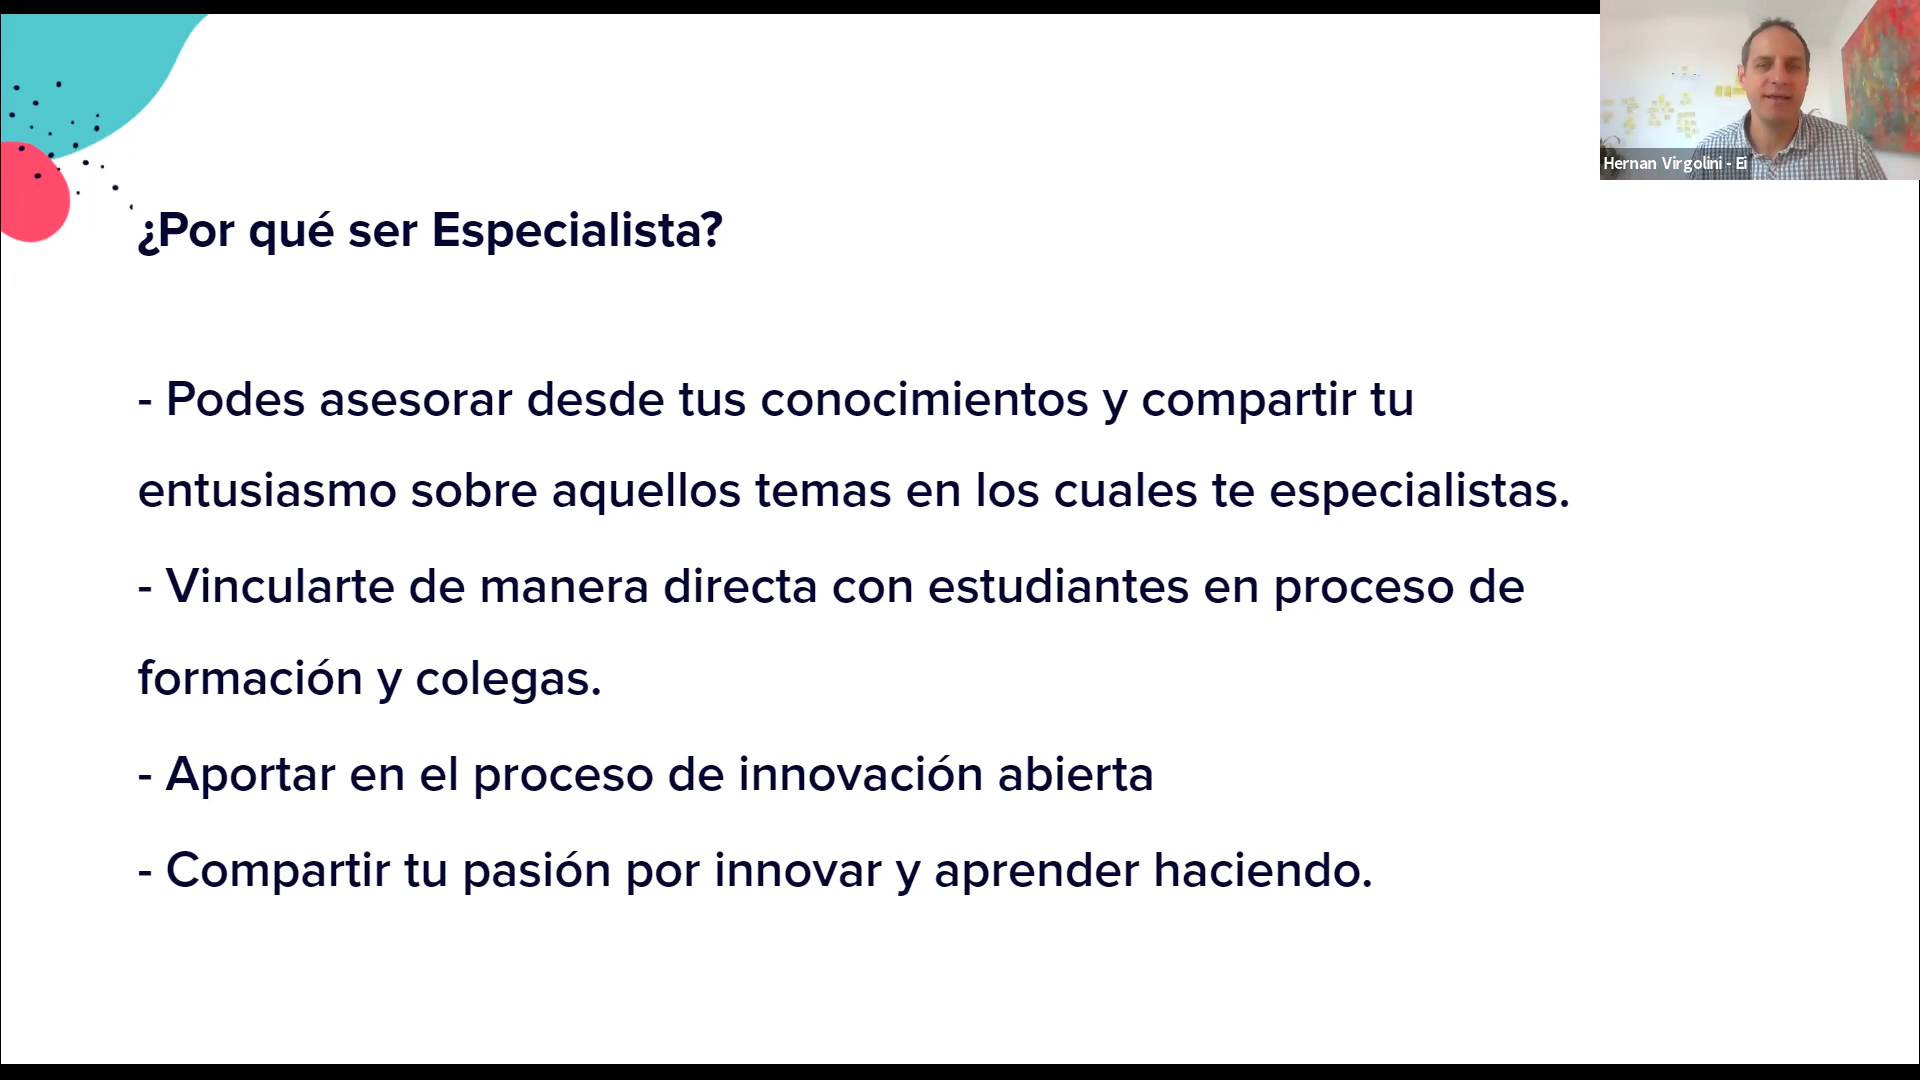 Hernan Virgolini - Ei
¿Por qué ser Especialista?
- Podes asesorar desde tus conocimientos y compartir tu
entusiasmo sobre aquellos temas en los cuales te especialistas.
- Vincularte de manera directa con estudiantes en proceso de
formación y colegas.
- Aportar en el proceso de innovación abierta
- Compartir tu pasión por innovar y aprender haciendo.